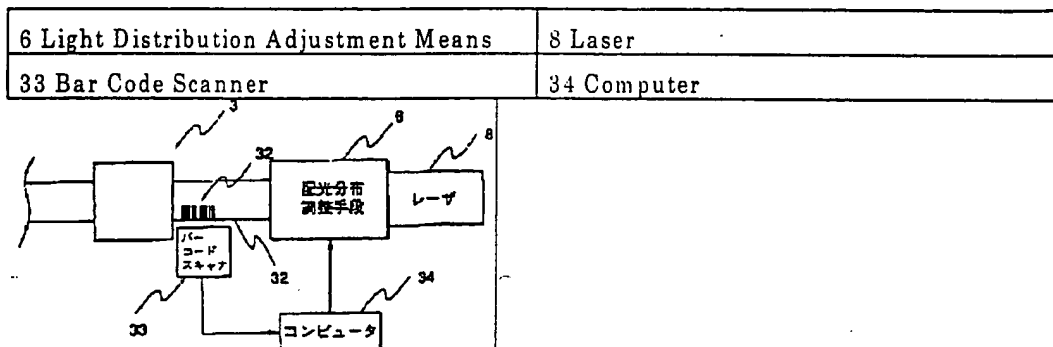 6 Light Distribution Adjustment Means
8 Laser
33 Bar Code Scanner
34 Computer
3
32
6
8
配光分布
調整手段
レーザ
バー
コード
スキャナ
32
33
34
コンピュータ